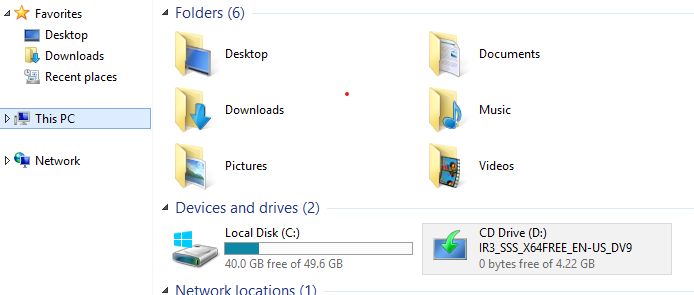 Favorites
Desktop
Downloads
Recent places
This PC
Network
Folders (6)
Desktop
Documents
Downloads
Music
Pictures
Videos
Devices and drives (2)
Local Disk (C:)
40.0 GB free of 49.6 GB
CD Drive (D:)
IR3_SSS_X64FREE_EN-US_DV9
0 bytes free of 4.22 GB
Network locations (1)